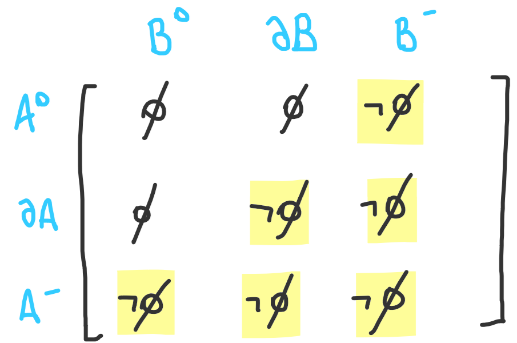 B° ∂B B⁻
A° ∅ ∅ ¬∅
∂A ∅ ¬∅ ¬∅
A⁻ ¬∅ ¬∅ ¬∅